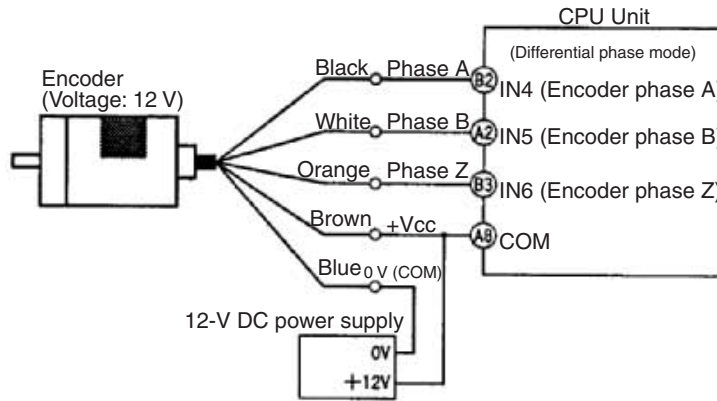 CPU Unit
(Differential phase mode)
Encoder
(Voltage: 12 V)
Black Phase A B2 IN4 (Encoder phase A)
White Phase B A2 IN5 (Encoder phase B)
Orange Phase Z B3 IN6 (Encoder phase Z)
Brown +Vcc A8 COM
Blue 0 V (COM)
12-V DC power supply
0V
+12V